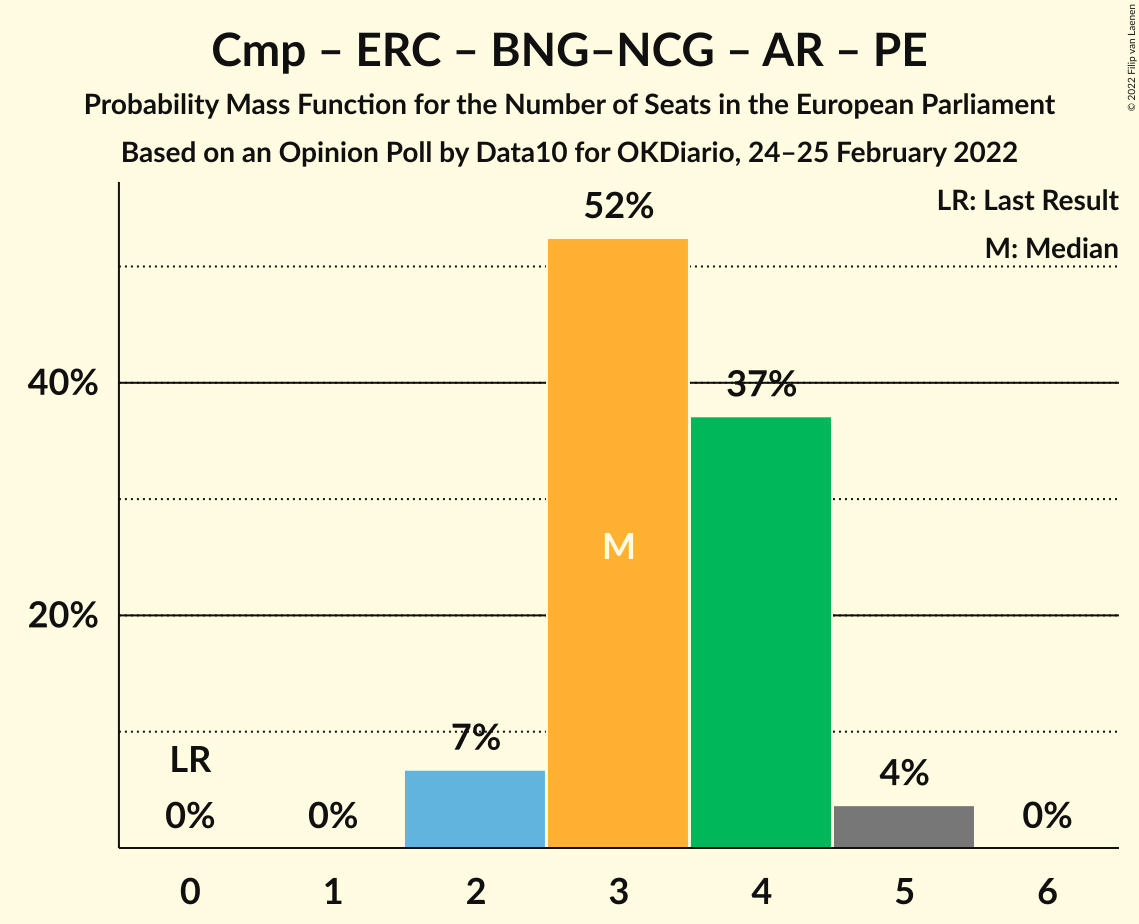 Cmp – ERC – BNG–NCG – AR – PE
Probability Mass Function for the Number of Seats in the European Parliament
Based on an Opinion Poll by Data10 for OKDiario, 24–25 February 2022
© 2022 Filip van Laenen
LR: Last Result
M: Median
52%
40%
37%
M
20%
7%
LR
4%
0%
0%
0%
0
1
2
3
4
5
6